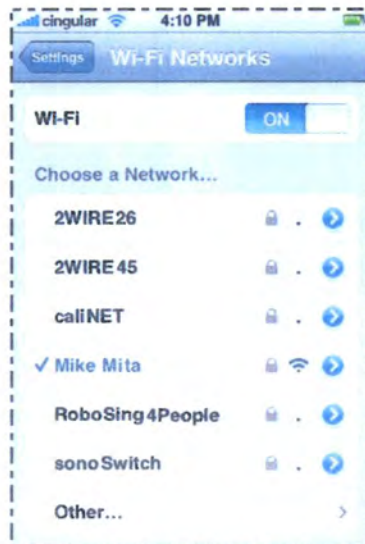 cingular 4:10 PM
Settings Wi-Fi Networks
Wi-Fi ON
Choose a Network...
2WIRE26
2WIRE45
caliNET
Mike Mita
RoboSing4People
sonoSwitch
Other...